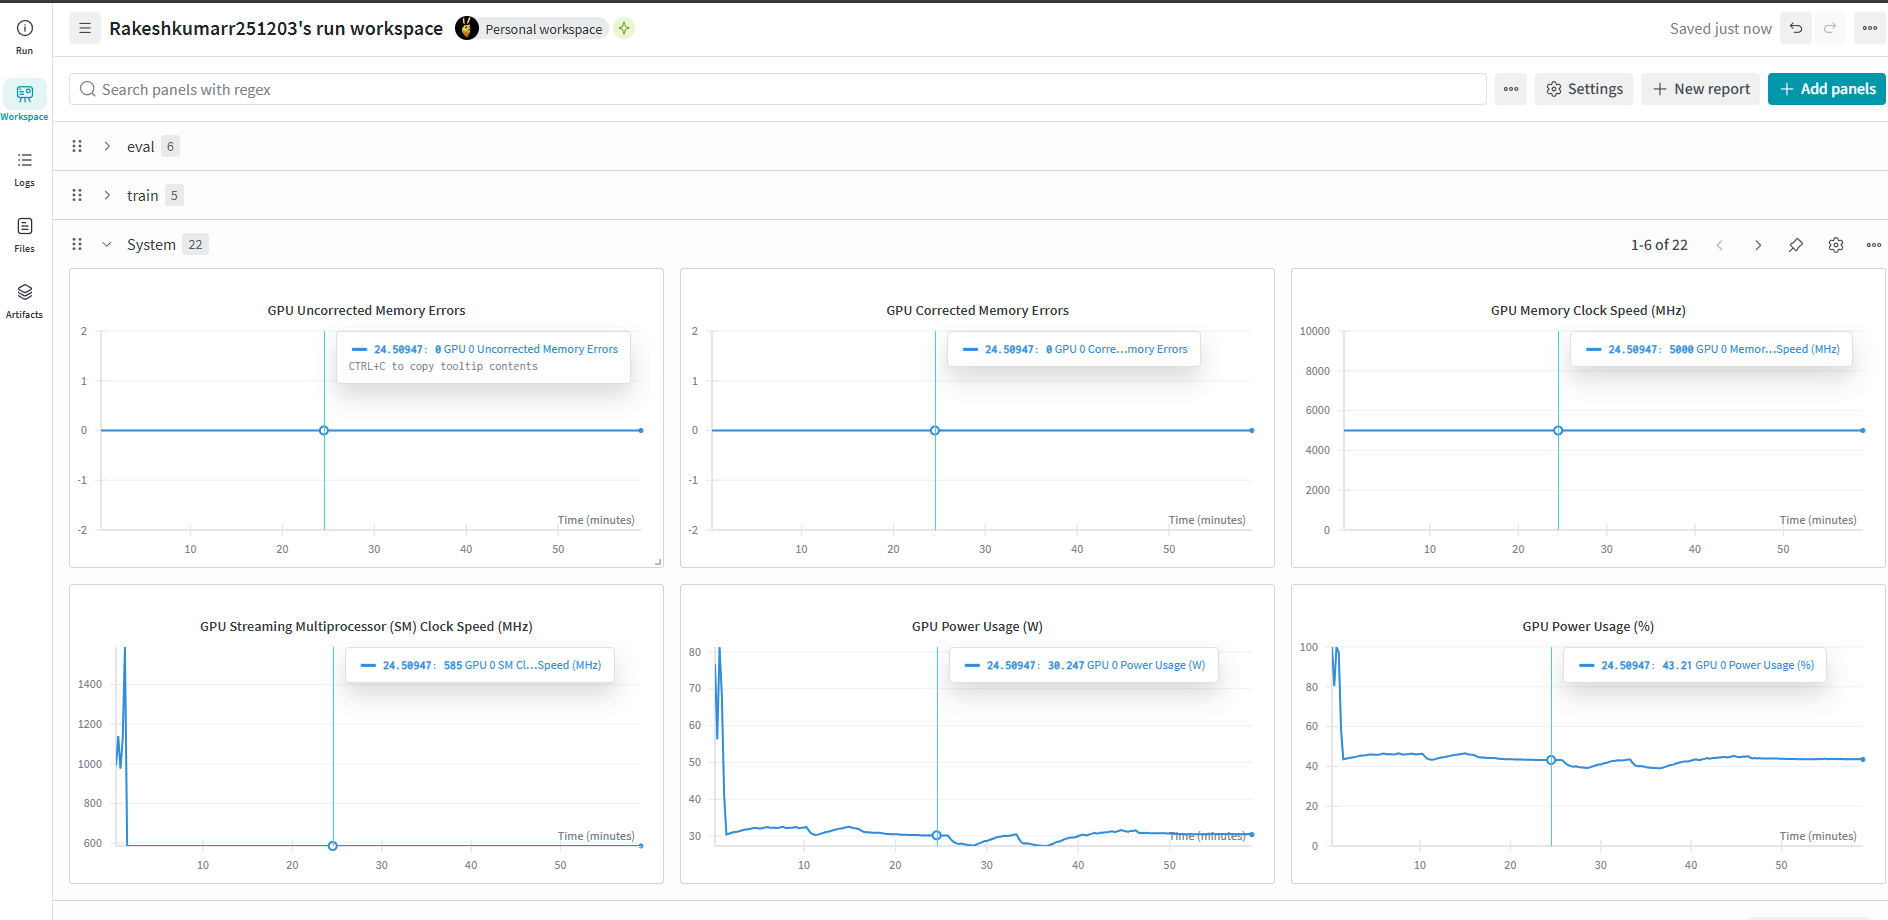 Run
Workspace
Logs
Files
Artifacts
Rakeshkumarr251203's run workspace
Personal workspace
Saved just now
Search panels with regex
Settings
New report
Add panels
eval 6
train 5
System 22
1-6 of 22
GPU Uncorrected Memory Errors
24.50947: 0 GPU 0 Uncorrected Memory Errors
CTRL+C to copy tooltip contents
2
1
0
-1
-2
Time (minutes)
10 20 30 40 50
GPU Corrected Memory Errors
24.50947: 0 GPU 0 Corre...mory Errors
2
1
0
-1
-2
Time (minutes)
10 20 30 40 50
GPU Memory Clock Speed (MHz)
24.50947: 5000 GPU 0 Memor...Speed (MHz)
10000
8000
6000
4000
2000
0
Time (minutes)
10 20 30 40 50
GPU Streaming Multiprocessor (SM) Clock Speed (MHz)
24.50947: 585 GPU 0 SM Cl...Speed (MHz)
1400
1200
1000
800
600
Time (minutes)
10 20 30 40 50
GPU Power Usage (W)
24.50947: 30.247 GPU 0 Power Usage (W)
80
70
60
50
40
30
Time (minutes)
10 20 30 40 50
GPU Power Usage (%)
24.50947: 43.21 GPU 0 Power Usage (%)
100
80
60
40
20
0
Time (minutes)
10 20 30 40 50